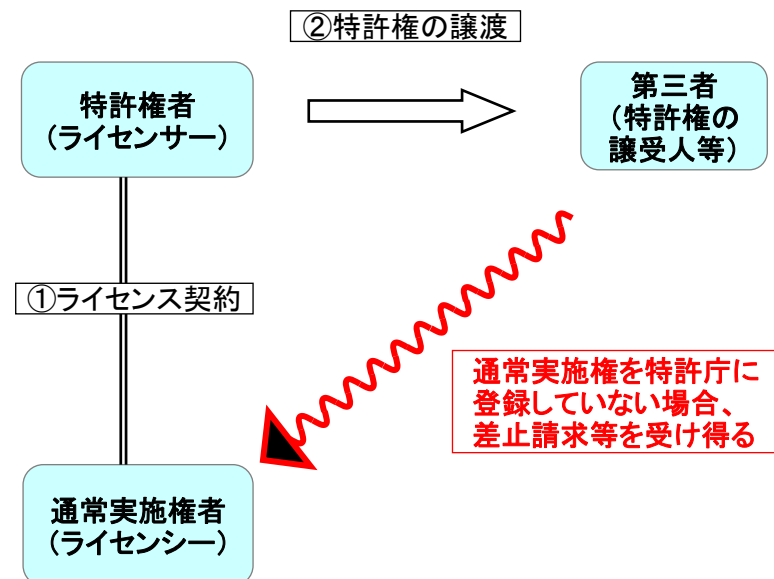 ②特許権の譲渡
特許権者
（ライセンサー）
第三者
（特許権の
譲受人等）
①ライセンス契約
通常実施権を特許庁に
登録していない場合、
差止請求等を受け得る
通常実施権者
（ライセンシー）